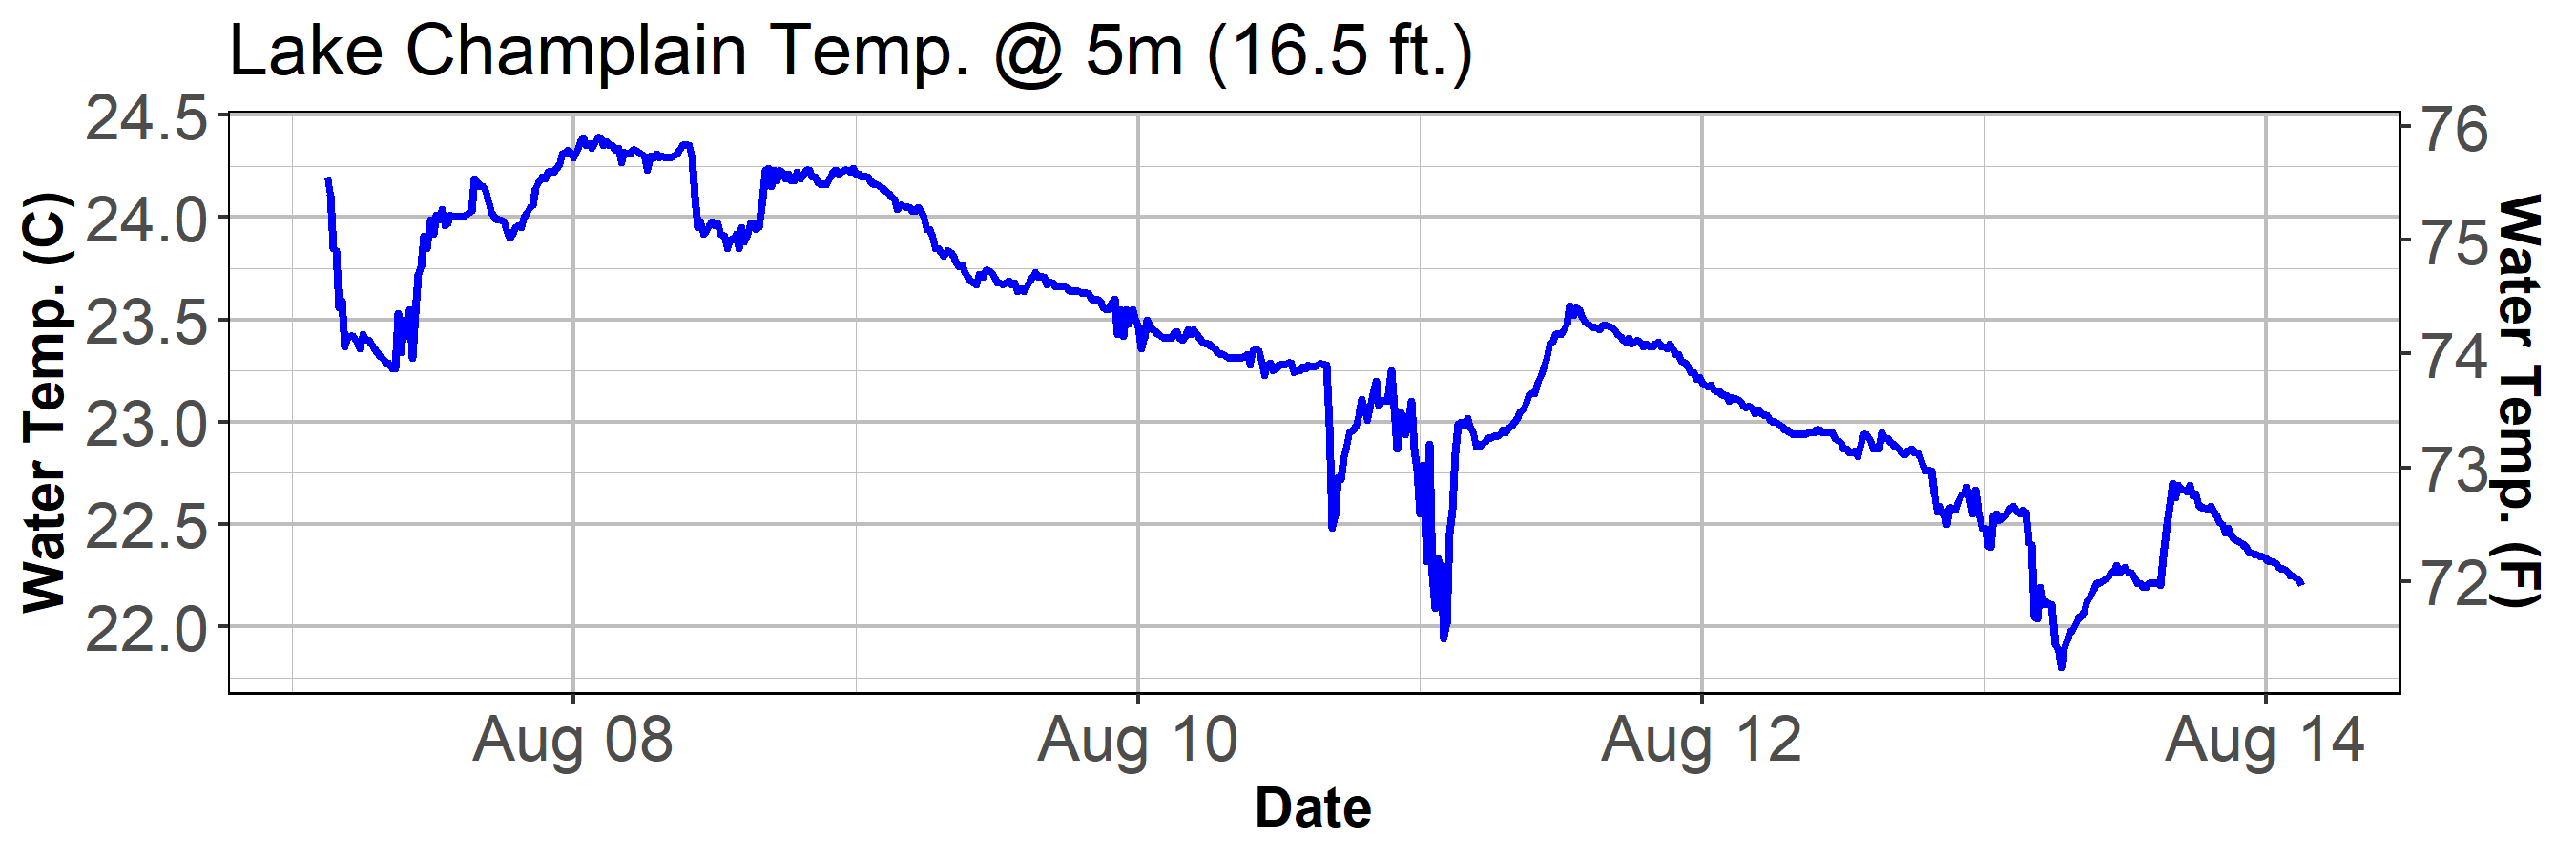 Lake Champlain Temp. @ 5m (16.5 ft.)
Water Temp. (C)
24.5
24.0
23.5
23.0
22.5
22.0
76
75
74
73
72
Water Temp. (F)
Aug 08
Aug 10
Aug 12
Aug 14
Date